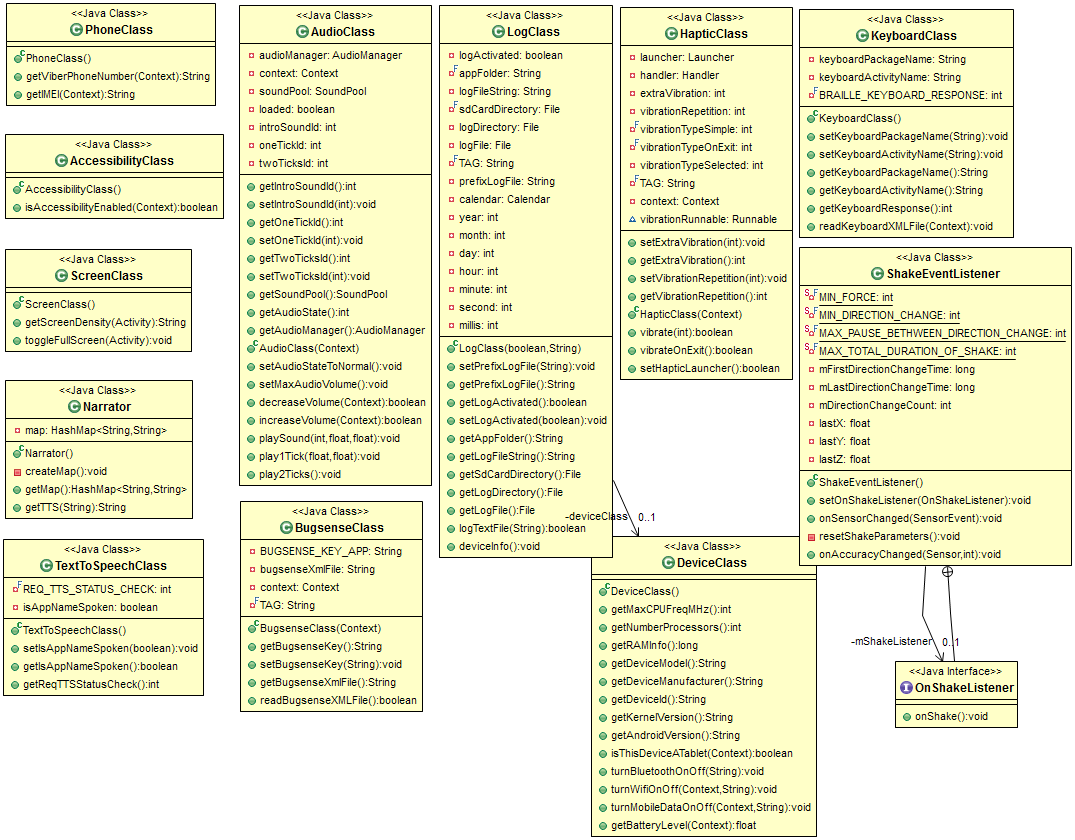 <<Java Class>>
PhoneClass
PhoneClass()
getViberPhoneNumber(Context):String
getIMEI(Context):String
<<Java Class>>
AccessibilityClass
AccessibilityClass()
isAccessibilityEnabled(Context):boolean
<<Java Class>>
ScreenClass
ScreenClass()
getScreenDensity(Activity):String
toggleFullScreen(Activity):void
<<Java Class>>
Narrator
map: HashMap<String,String>
Narrator()
createMap():void
getMap():HashMap<String,String>
getTTS(String):String
<<Java Class>>
TextToSpeechClass
REQ_TTS_STATUS_CHECK: int
isAppNameSpoken: boolean
TextToSpeechClass()
setIsAppNameSpoken(boolean):void
getIsAppNameSpoken():boolean
getReqTTSStatusCheck():int
<<Java Class>>
AudioClass
audioManager: AudioManager
context: Context
soundPool: SoundPool
loaded: boolean
introSoundId: int
oneTickId: int
twoTicksId: int
getIntroSoundId():int
setIntroSoundId(int):void
getOneTickId():int
setOneTickId(int):void
getTwoTicksId():int
setTwoTicksId(int):void
getSoundPool():SoundPool
getAudioState():int
getAudioManager():AudioManager
AudioClass(Context)
setAudioStateToNormal():void
setMaxAudioVolume():void
decreaseVolume(Context):boolean
increaseVolume(Context):boolean
playSound(int,float,float):void
play1Tick(float,float):void
play2Ticks():void
<<Java Class>>
BugsenseClass
BUGSENSE_KEY_APP: String
bugsenseXmlFile: String
context: Context
TAG: String
BugsenseClass(Context)
getBugsenseKey():String
setBugsenseKey(String):void
getBugsenseXmlFile():String
readBugsenseXMLFile():boolean
<<Java Class>>
LogClass
logActivated: boolean
appFolder: String
logFileString: String
sdCardDirectory: File
logDirectory: File
logFile: File
TAG: String
prefixLogFile: String
calendar: Calendar
year: int
month: int
day: int
hour: int
minute: int
second: int
millis: int
LogClass(boolean,String)
setPrefixLogFile(String):void
getPrefixLogFile():String
getLogActivated():boolean
setLogActivated(boolean):void
getAppFolder():String
getLogFileString():String
getSdCardDirectory():File
getLogDirectory():File
getLogFile():File
logTextFile(String):boolean
deviceInfo():void
-deviceClass 0..1
<<Java Class>>
HapticClass
launcher: Launcher
handler: Handler
extraVibration: int
vibrationRepetition: int
vibrationTypeSimple: int
vibrationTypeOnExit: int
vibrationTypeSelected: int
TAG: String
context: Context
vibrationRunnable: Runnable
setExtraVibration(int):void
getExtraVibration():int
setVibrationRepetition(int):void
getVibrationRepetition():int
HapticClass(Context)
vibrate(int):boolean
vibrateOnExit():boolean
setHapticLauncher():boolean
<<Java Class>>
DeviceClass
DeviceClass()
getMaxCPUFreqMHz():int
getNumberProcessors():int
getRAMInfo():long
getDeviceModel():String
getDeviceManufacturer():String
getDeviceId():String
getKernelVersion():String
getAndroidVersion():String
isThisDeviceATablet(Context):boolean
turnBluetoothOnOff(String):void
turnWifiOnOff(Context,String):void
turnMobileDataOnOff(Context,String):void
getBatteryLevel(Context):float
<<Java Class>>
KeyboardClass
keyboardPackageName: String
keyboardActivityName: String
BRAILLE_KEYBOARD_RESPONSE: int
KeyboardClass()
setKeyboardPackageName(String):void
setKeyboardActivityName(String):void
getKeyboardPackageName():String
getKeyboardActivityName():String
getKeyboardResponse():int
readKeyboardXMLFile(Context):void
<<Java Class>>
ShakeEventListener
MIN_FORCE: int
MIN_DIRECTION_CHANGE: int
MAX_PAUSE_BETHWEEN_DIRECTION_CHANGE: int
MAX_TOTAL_DURATION_OF_SHAKE: int
mFirstDirectionChangeTime: long
mLastDirectionChangeTime: long
mDirectionChangeCount: int
lastX: float
lastY: float
lastZ: float
ShakeEventListener()
setOnShakeListener(OnShakeListener):void
onSensorChanged(SensorEvent):void
resetShakeParameters():void
onAccuracyChanged(Sensor,int):void
-mShakeListener 0..1
<<Java Interface>>
OnShakeListener
onShake():void